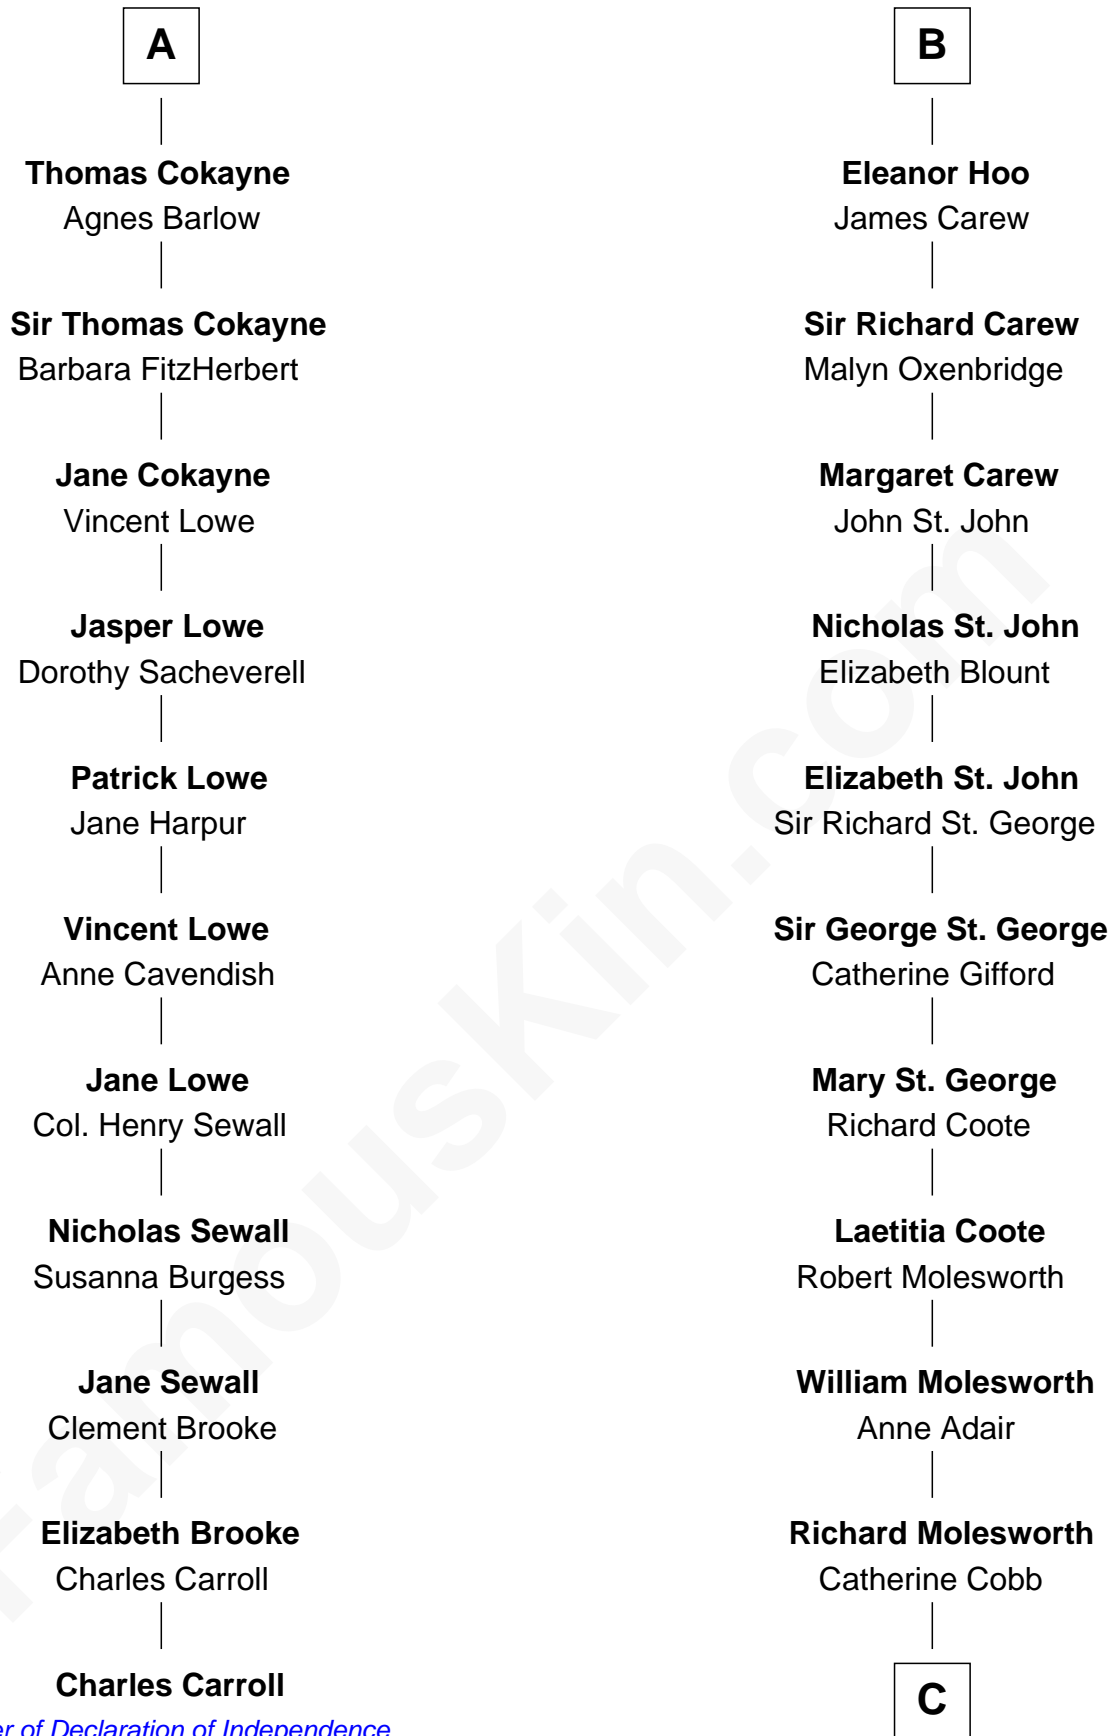 A
Thomas Cokayne
Agnes Barlow
Sir Thomas Cokayne
Barbara FitzHerbert
Jane Cokayne
Vincent Lowe
Jasper Lowe
Dorothy Sacheverell
Patrick Lowe
Jane Harpur
Vincent Lowe
Anne Cavendish
Jane Lowe
Col. Henry Sewall
Nicholas Sewall
Susanna Burgess
Jane Sewall
Clement Brooke
Elizabeth Brooke
Charles Carroll
Charles Carroll
of Declaration of Independence
B
Eleanor Hoo
James Carew
Sir Richard Carew
Malyn Oxenbridge
Margaret Carew
John St. John
Nicholas St. John
Elizabeth Blount
Elizabeth St. John
Sir Richard St. George
Sir George St. George
Catherine Gifford
Mary St. George
Richard Coote
Laetitia Coote
Robert Molesworth
William Molesworth
Anne Adair
Richard Molesworth
Catherine Cobb
C
FamousKin.com